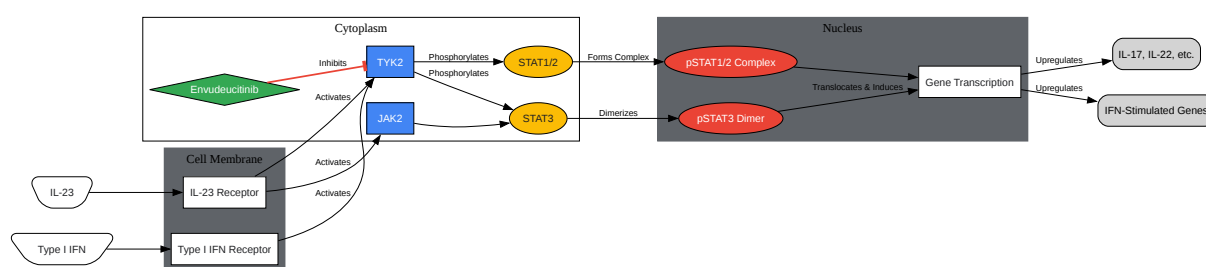 Cytoplasm
Nucleus
Inhibits
TYK2
Phosphorylates
STAT1/2
Forms Complex
pSTAT1/2 Complex
Upregulates
IL-17, IL-22, etc.
Envudeucitinib
Phosphorylates
Gene Transcription
Activates
Translocates & Induces
Upregulates
JAK2
STAT3
Dimerizes
pSTAT3 Dimer
IFN-Stimulated Genes
Cell Membrane
Activates
IL-23
IL-23 Receptor
Activates
Type I IFN
Type I IFN Receptor